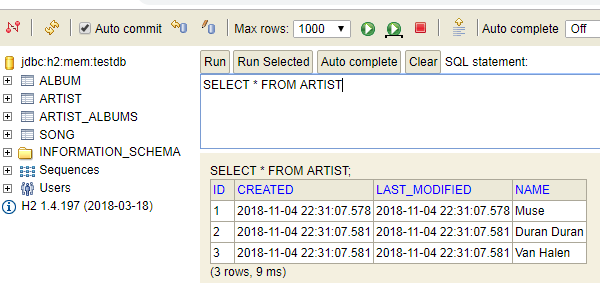 Auto commit Max rows: 1000 Auto complete Off
jdbc:h2:mem:testdb
ALBUM
ARTIST
ARTIST_ALBUMS
SONG
INFORMATION_SCHEMA
Sequences
Users
H2 1.4.197 (2018-03-18)
Run Run Selected Auto complete Clear SQL statement:
SELECT * FROM ARTIST
SELECT * FROM ARTIST;
ID CREATED LAST_MODIFIED NAME
1 2018-11-04 22:31:07.578 2018-11-04 22:31:07.578 Muse
2 2018-11-04 22:31:07.581 2018-11-04 22:31:07.581 Duran Duran
3 2018-11-04 22:31:07.581 2018-11-04 22:31:07.581 Van Halen
(3 rows, 9 ms)